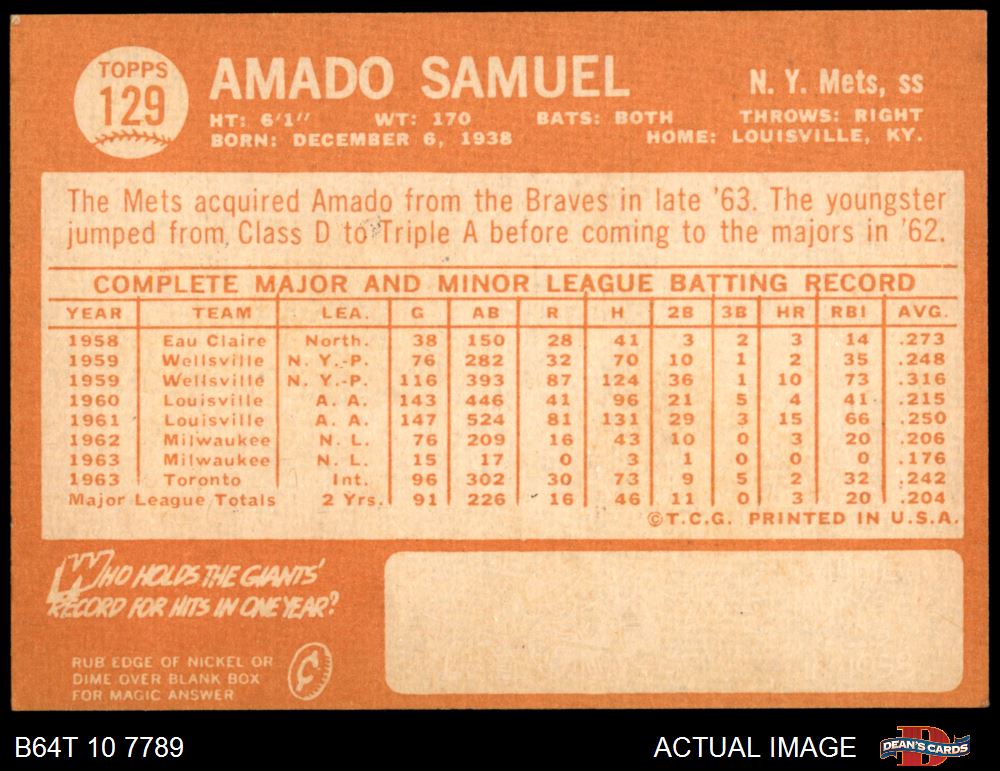 TOPPS
129
AMADO SAMUEL
N. Y. Mets, ss
HT: 6'1" WT: 170 BATS: BOTH THROWS: RIGHT
BORN: DECEMBER 6, 1938 HOME: LOUISVILLE, KY.
The Mets acquired Amado from the Braves in late '63. The youngster
jumped from Class D to Triple A before coming to the majors in '62.
COMPLETE MAJOR AND MINOR LEAGUE BATTING RECORD
YEAR TEAM LEA. G AB R H 2B 3B HR RBI AVG.
1958 Eau Claire North. 38 150 28 41 3 2 3 14 .273
1959 Wellsville N. Y.-P. 76 282 32 70 10 1 2 35 .248
1959 Wellsville N. Y.-P. 116 393 87 124 36 1 10 73 .316
1960 Louisville A. A. 143 446 41 96 21 5 4 41 .215
1961 Louisville A. A. 147 524 81 131 29 3 15 66 .250
1962 Milwaukee N. L. 76 209 16 43 10 0 3 20 .206
1963 Milwaukee N. L. 15 17 0 3 1 0 0 0 .176
1963 Toronto Int. 96 302 30 73 9 5 2 32 .242
Major League Totals 2 Yrs. 91 226 16 46 11 0 3 20 .204
©T.C.G. PRINTED IN U.S.A.
WHO HOLDS THE GIANTS'
RECORD FOR HITS IN ONE YEAR?
RUB EDGE OF NICKEL OR
DIME OVER BLANK BOX
FOR MAGIC ANSWER
B64T 10 7789
ACTUAL IMAGE
DEAN'S CARDS